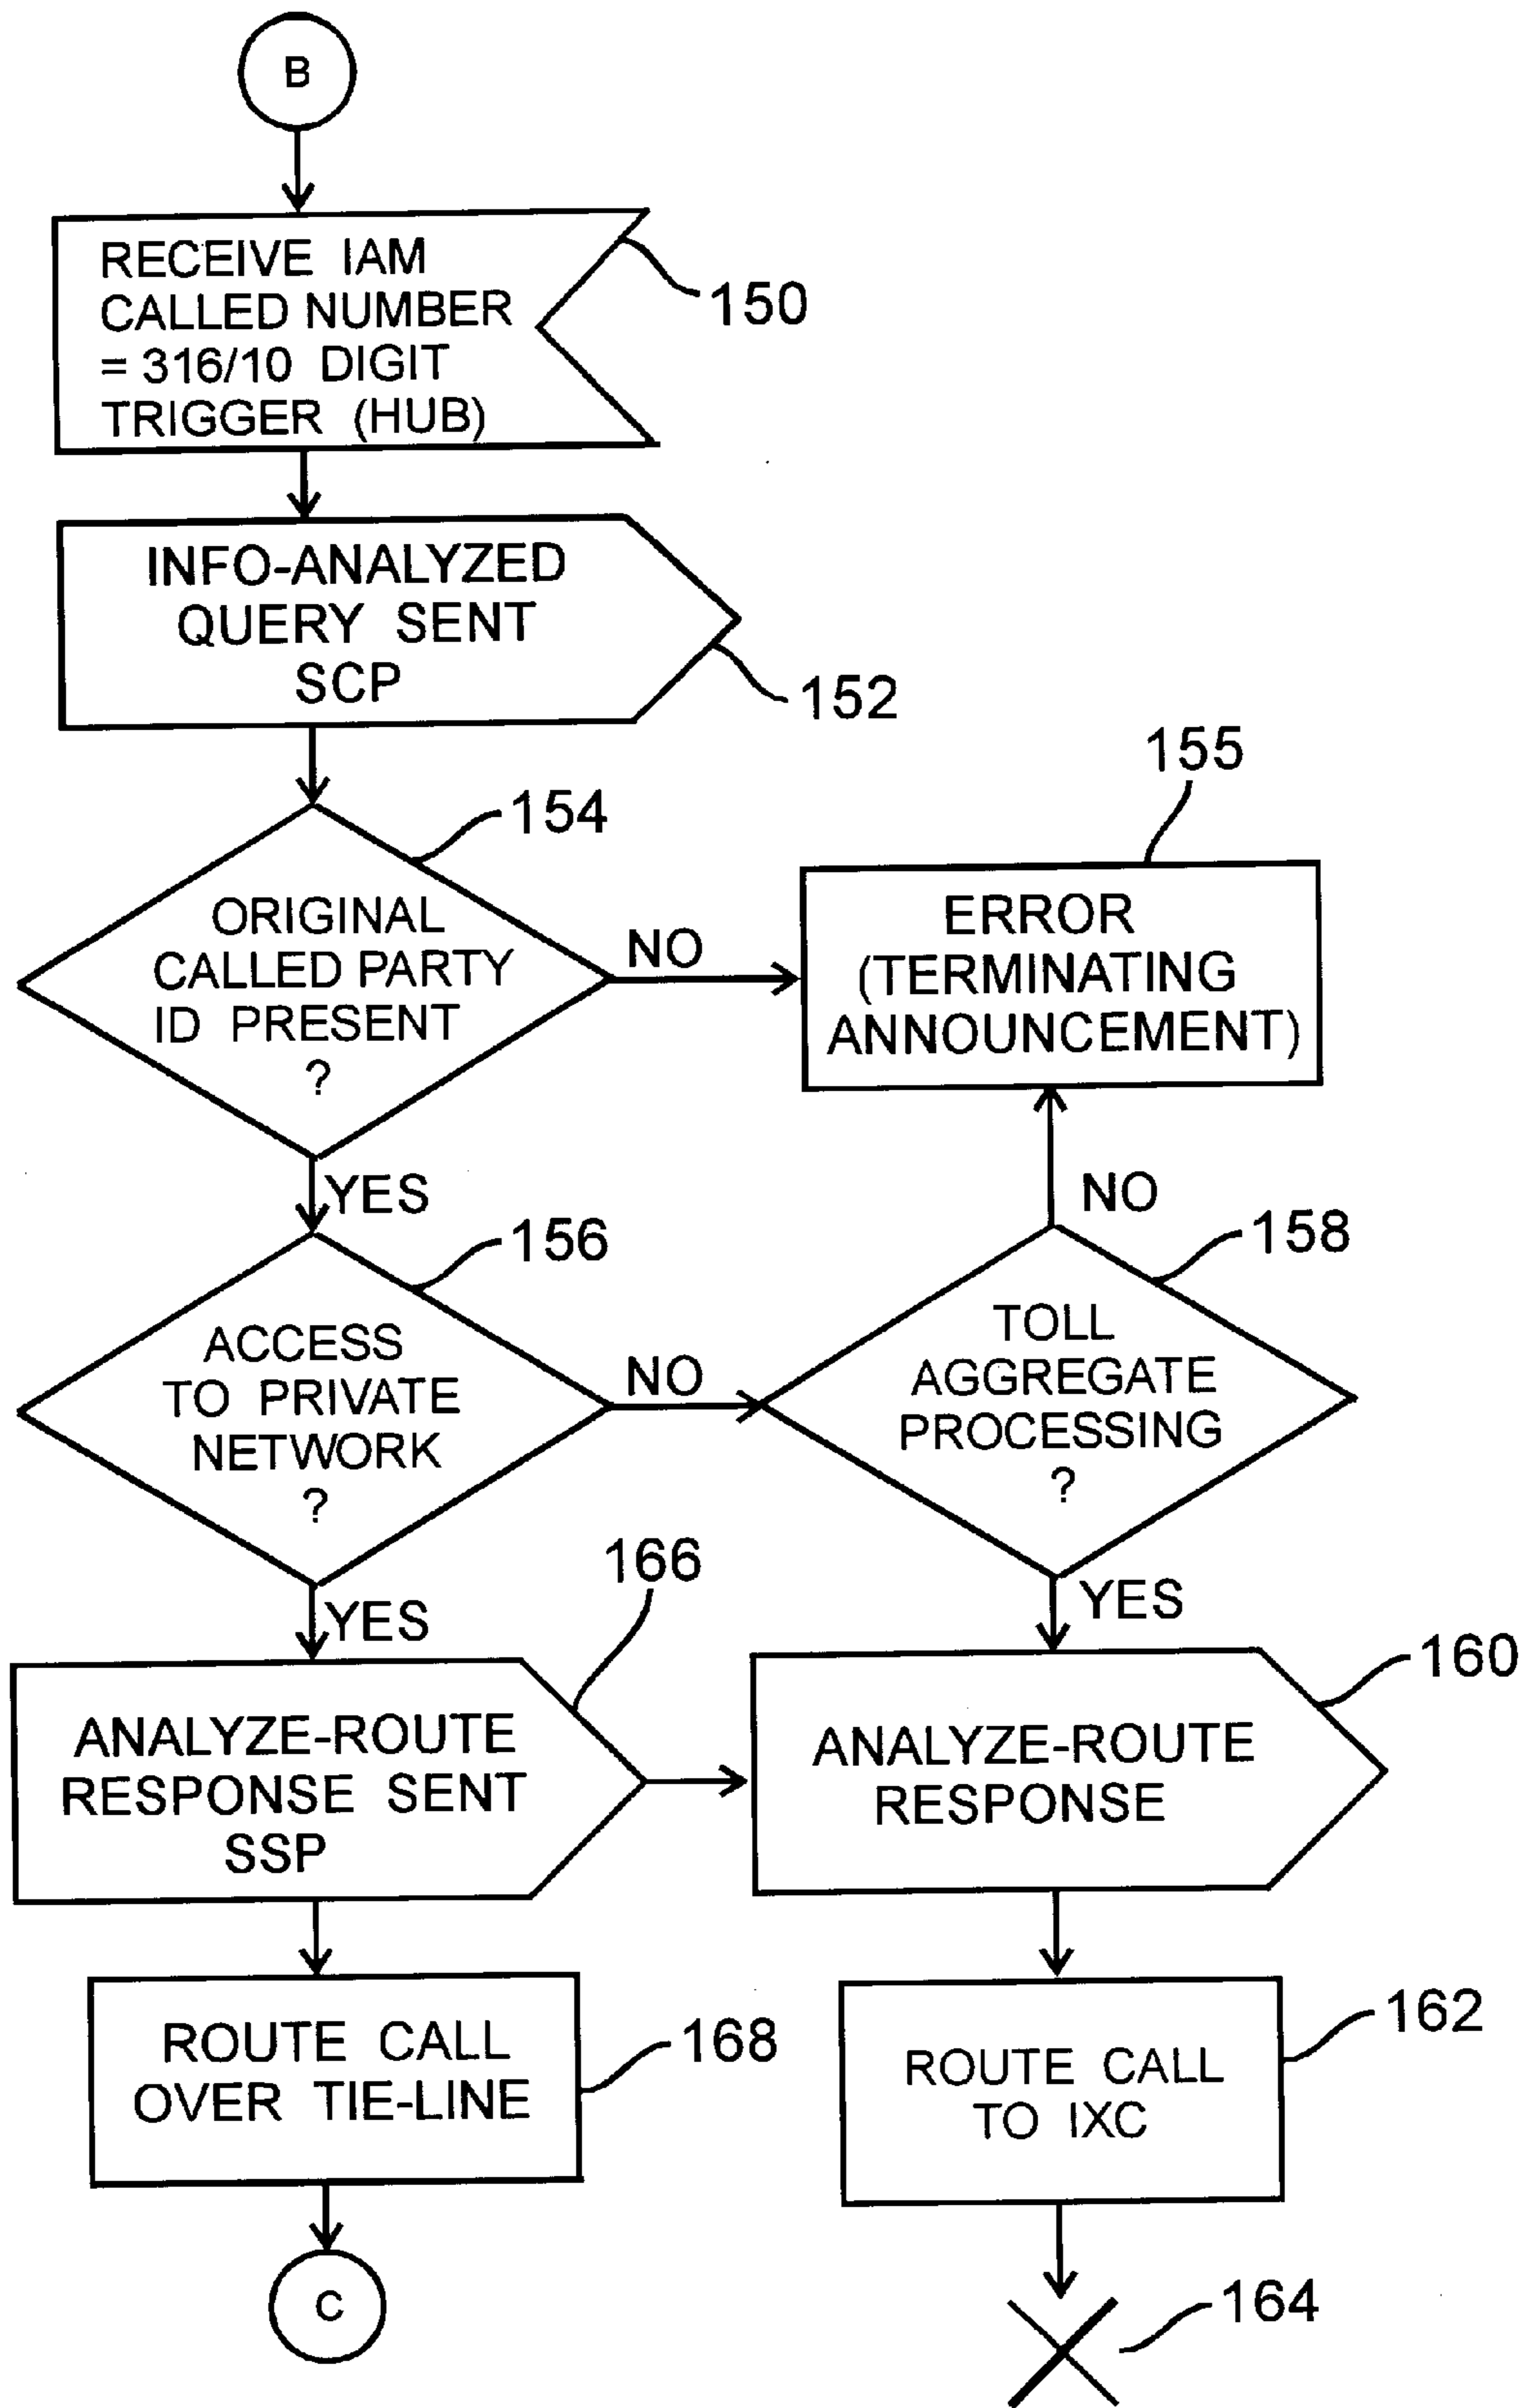 B
RECEIVE IAM
CALLED NUMBER
= 316/10 DIGIT
TRIGGER (HUB)
150
INFO-ANALYZED
QUERY SENT
SCP
152
154
ORIGINAL
CALLED PARTY
ID PRESENT
?
NO
155
ERROR
(TERMINATING
ANNOUNCEMENT)
YES
NO
156
ACCESS
TO PRIVATE
NETWORK
?
NO
158
TOLL
AGGREGATE
PROCESSING
?
YES
YES
166
ANALYZE-ROUTE
RESPONSE SENT
SSP
160
ANALYZE-ROUTE
RESPONSE
ROUTE CALL
OVER TIE-LINE
168
ROUTE CALL
TO IXC
162
C
164